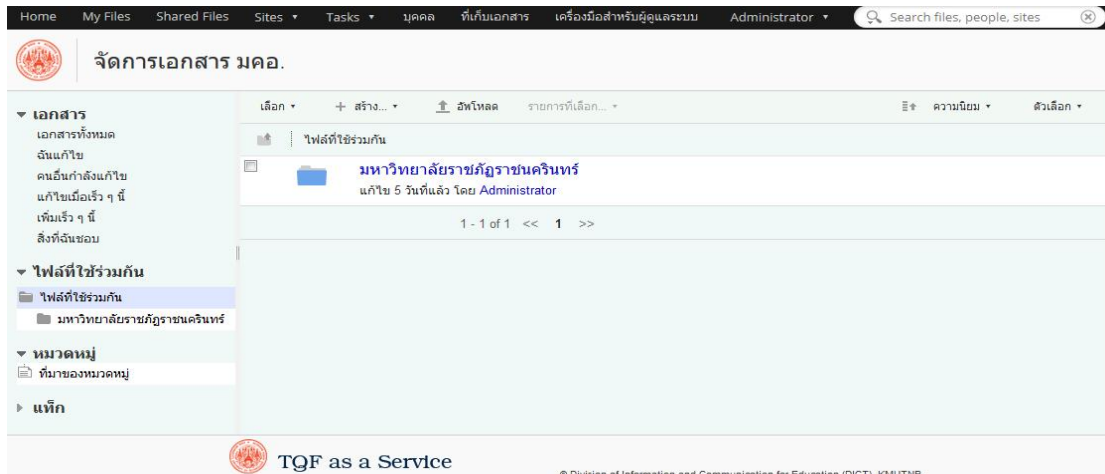 Home My Files Shared Files Sites Tasks บุคคล ที่เก็บเอกสาร เครื่องมือสำหรับผู้ดูแลระบบ Administrator Search files, people, sites
จัดการเอกสาร มคอ.
เอกสาร
เอกสารทั้งหมด
ฉันแก้ไข
คนอื่นกำลังแก้ไข
แก้ไขเมื่อเร็ว ๆ นี้
เพิ่มเร็ว ๆ นี้
สิ่งที่ฉันชอบ
ไฟล์ที่ใช้ร่วมกัน
ไฟล์ที่ใช้ร่วมกัน
มหาวิทยาลัยราชภัฏราชนครินทร์
หมวดหมู่
ที่มาของหมวดหมู่
แท็ก
เลือก + สร้าง... อัพโหลด รายการที่เลือก... ความนิยม ตัวเลือก
ไฟล์ที่ใช้ร่วมกัน
มหาวิทยาลัยราชภัฏราชนครินทร์
แก้ไข 5 วันที่แล้ว โดย Administrator
1 - 1 of 1 << 1 >>
TQF as a Service
© Division of Information and Communication for Education (DICT), KMUTNB